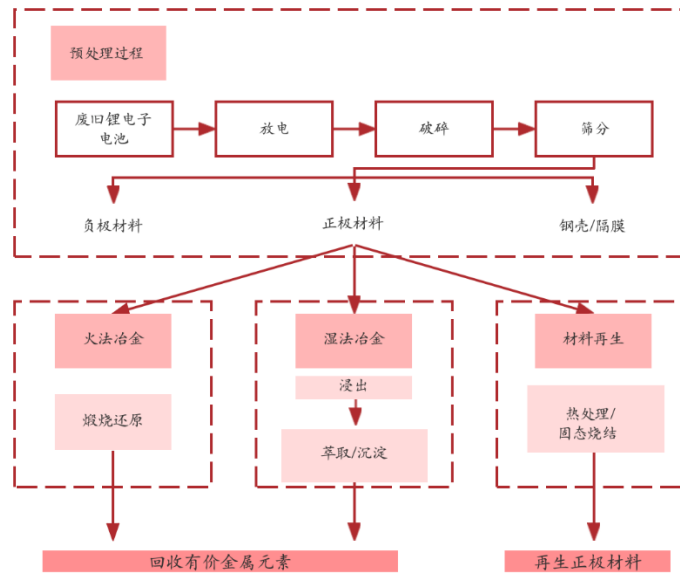 预处理过程
废旧锂电子
电池
放电
破碎
筛分
负极材料
正极材料
钢壳/隔膜
火法冶金
湿法冶金
材料再生
煅烧还原
浸出
萃取/沉淀
热处理/
固态烧结
回收有价金属元素
再生正极材料